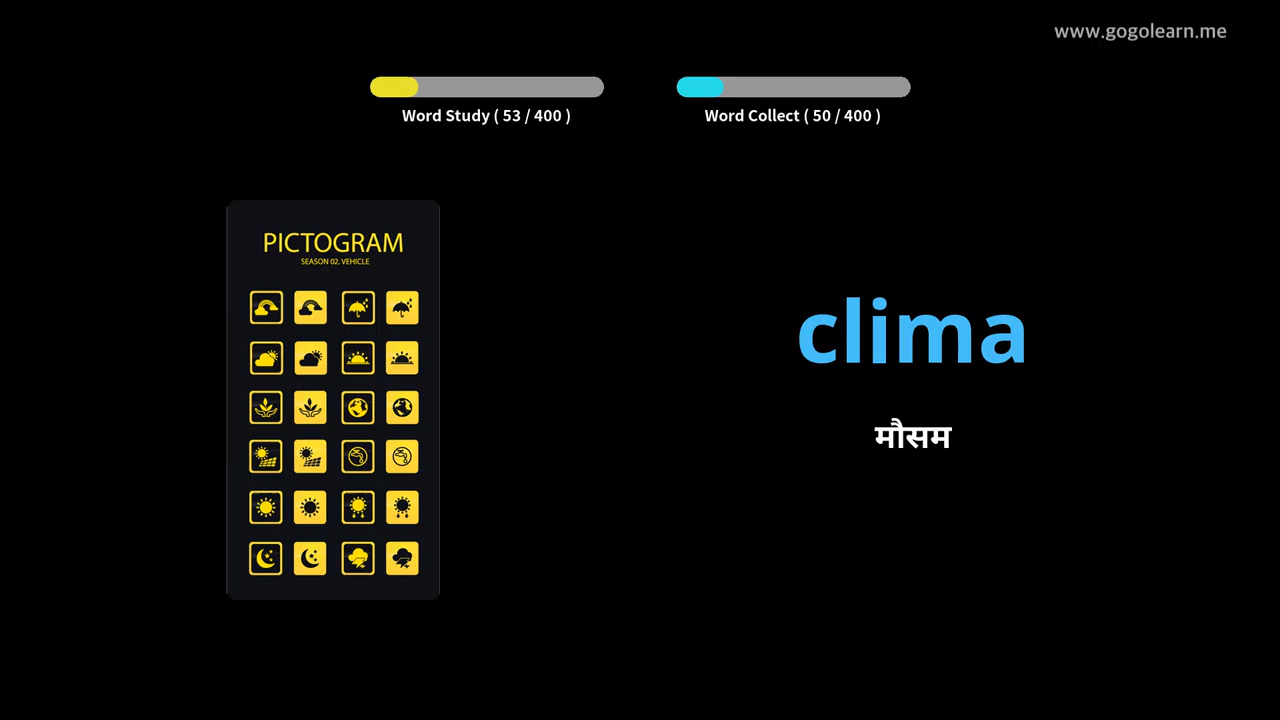 www.gogolearn.me
Word Study ( 53 / 400 )
Word Collect ( 50 / 400 )
PICTOGRAM
SEASON 02. VEHICLE
clima
मौसम